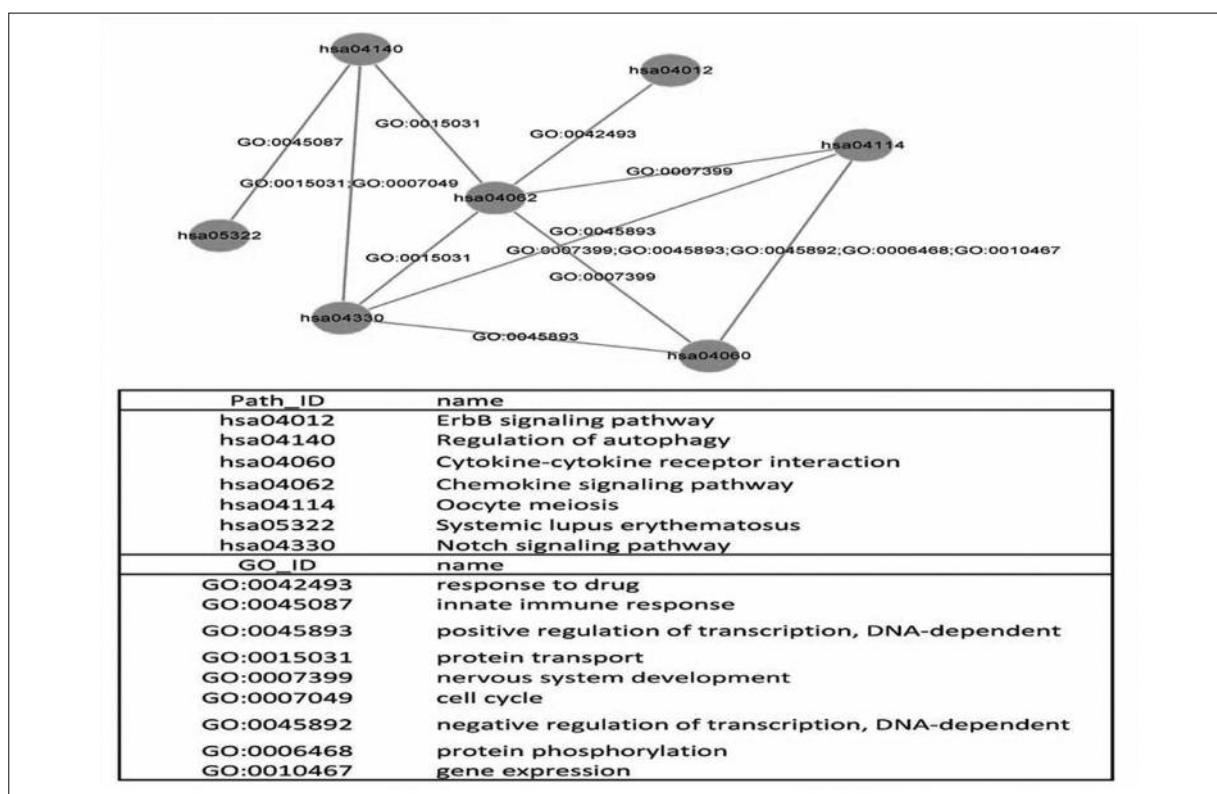 hsa04140
hsa04012
GO:0015031
GO:0042493
GO:0045087
hsa04114
GO:0007399
GO:0015031;GO:0007049
hsa04062
hsa05322
GO:0045893
GO:0007399;GO:0045893;GO:0045892;GO:0006468;GO:0010467
GO:0015031
GO:0007399
hsa04330
GO:0045893
hsa04060
Path_ID name
hsa04012 ErbB signaling pathway
hsa04140 Regulation of autophagy
hsa04060 Cytokine-cytokine receptor interaction
hsa04062 Chemokine signaling pathway
hsa04114 Oocyte meiosis
hsa05322 Systemic lupus erythematosus
hsa04330 Notch signaling pathway
GO_ID name
GO:0042493 response to drug
GO:0045087 innate immune response
GO:0045893 positive regulation of transcription, DNA-dependent
GO:0015031 protein transport
GO:0007399 nervous system development
GO:0007049 cell cycle
GO:0045892 negative regulation of transcription, DNA-dependent
GO:0006468 protein phosphorylation
GO:0010467 gene expression